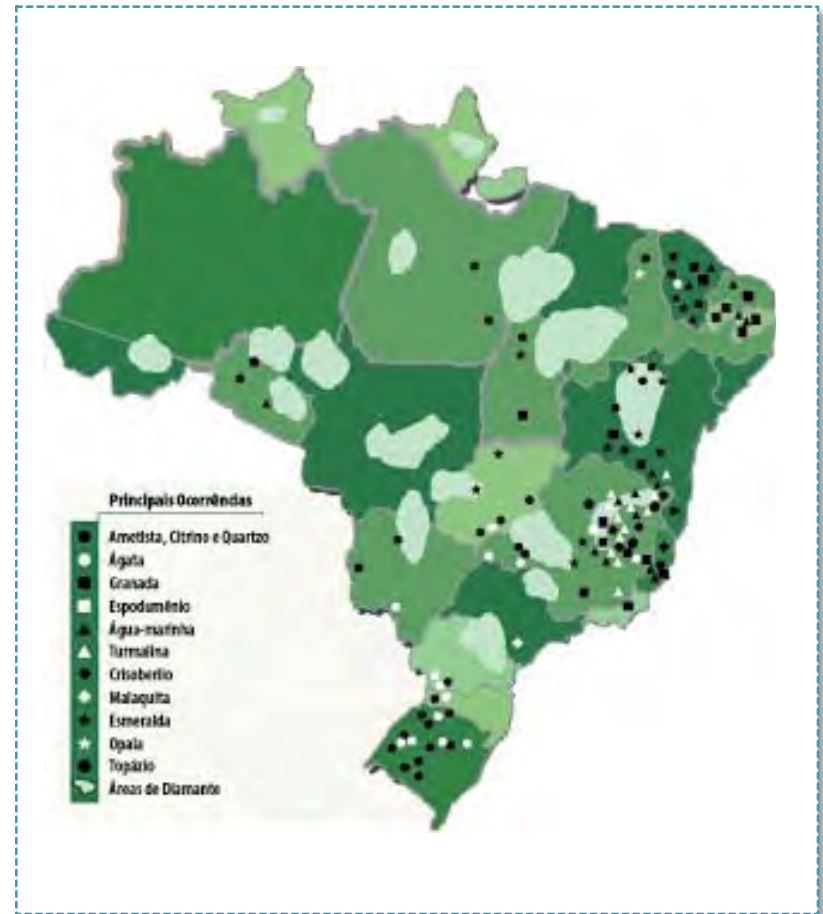 Principais Ocorrências
Ametista, Citrino e Quartzo
Ágata
Granada
Espodumênio
Água-marinha
Turmalina
Crisoberilo
Malaquita
Esmeralda
Opala
Topázio
Áreas de Diamante